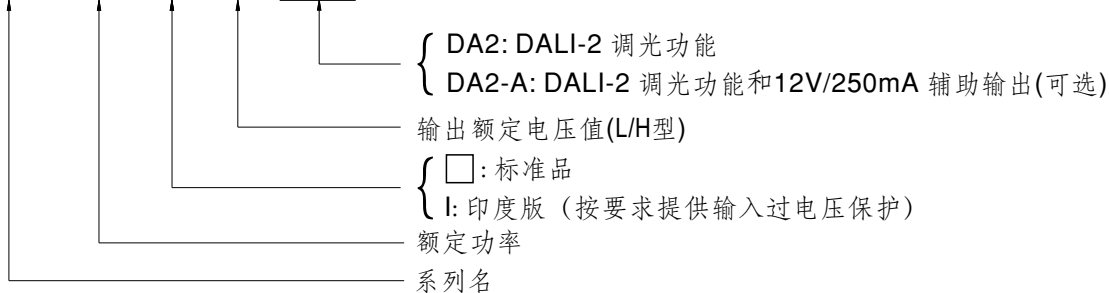 DA2: DALI-2 调光功能
DA2-A: DALI-2 调光功能和12V/250mA 辅助输出(可选)
输出额定电压值(L/H型)
□: 标准品
I: 印度版（按要求提供输入过电压保护）
额定功率
系列名